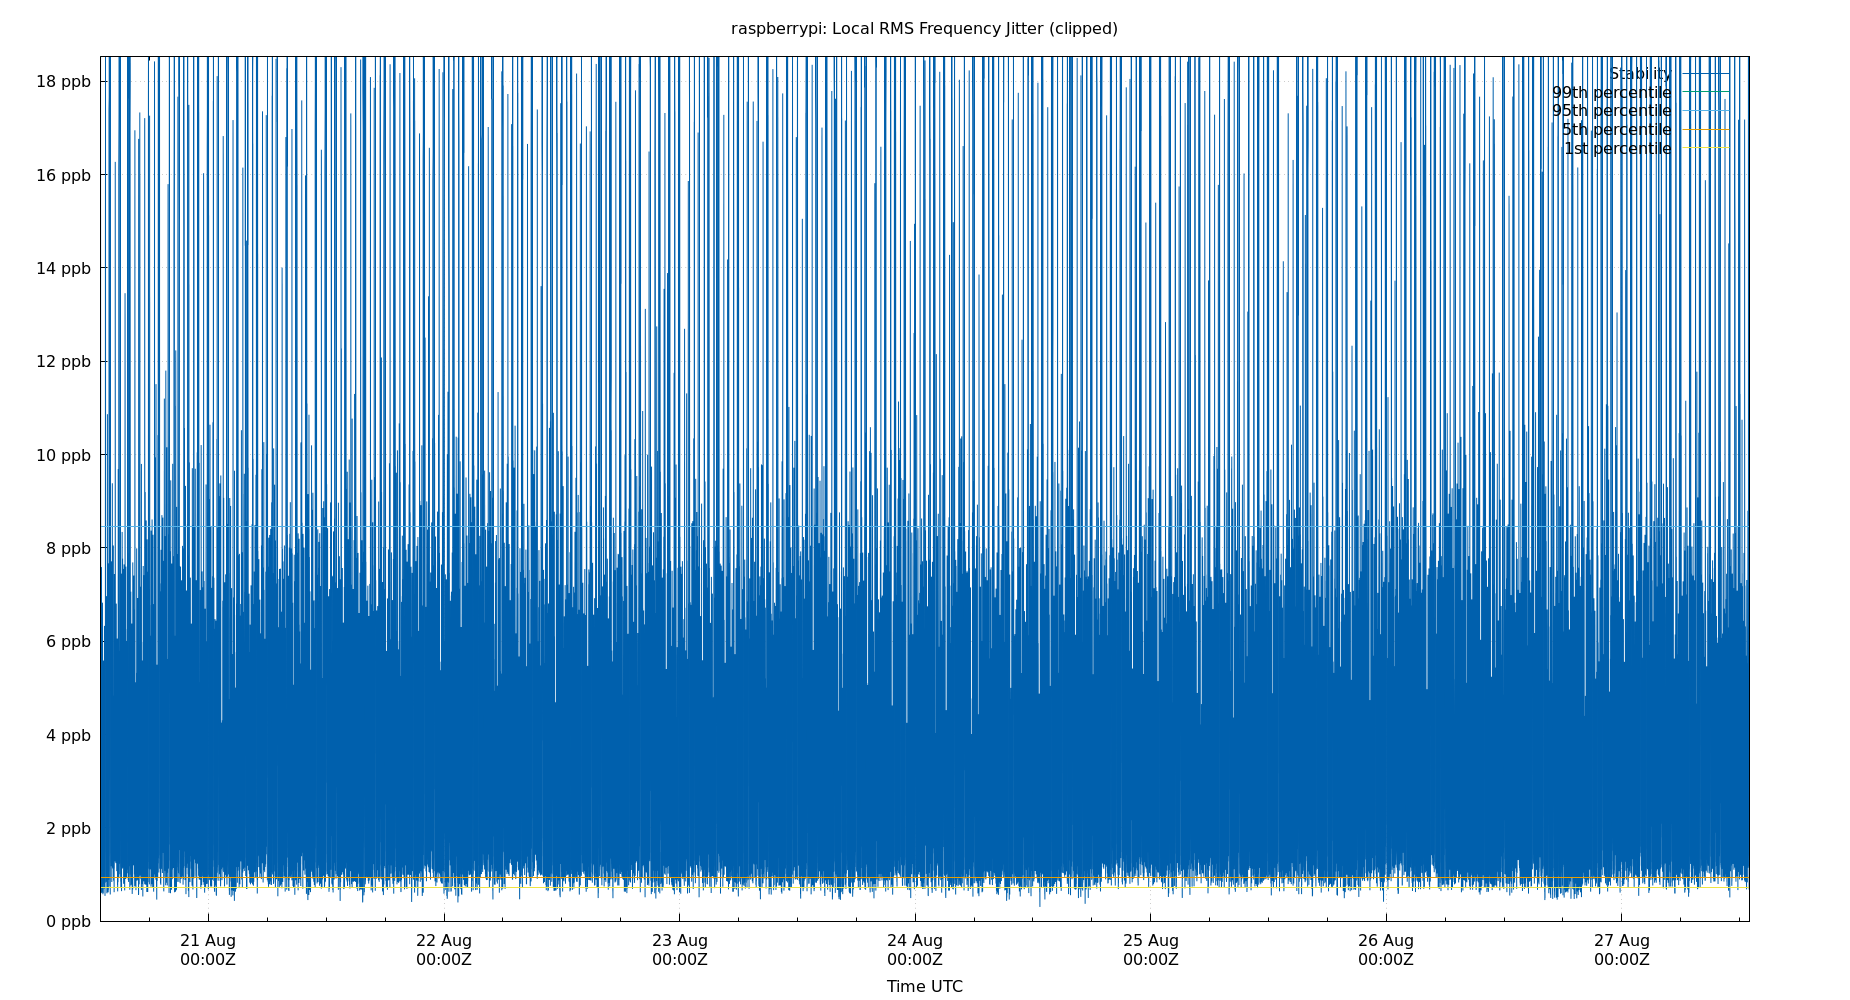 raspberrypi: Local RMS Frequency Jitter (clipped)
18 ppb
16 ppb
14 ppb
12 ppb
10 ppb
8 ppb
6 ppb
4 ppb
2 ppb
0 ppb
Stability
99th percentile
95th percentile
5th percentile
1st percentile
21 Aug 22 Aug 23 Aug 24 Aug 25 Aug 26 Aug 27 Aug
00:00Z 00:00Z 00:00Z 00:00Z 00:00Z 00:00Z 00:00Z
Time UTC